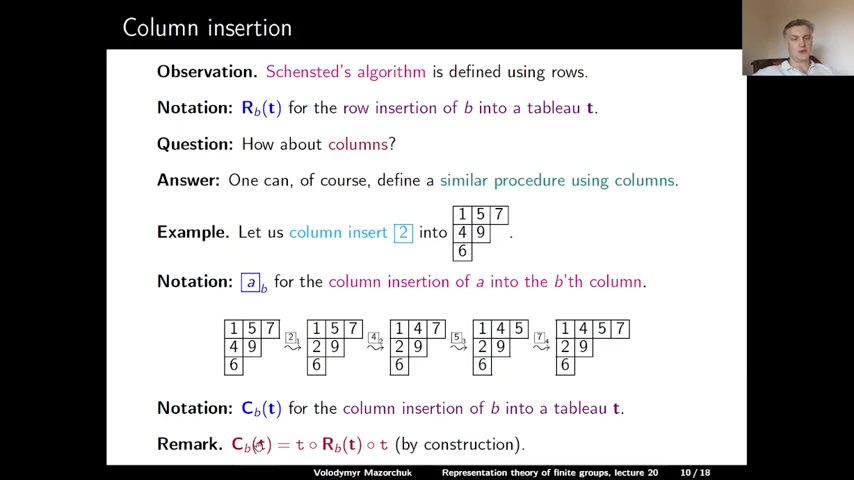 Column insertion
Observation. Schensted's algorithm is defined using rows.
Notation: R_b(t) for the row insertion of b into a tableau t.
Question: How about columns?
Answer: One can, of course, define a similar procedure using columns.
Example. Let us column insert 2 into
1 5 7
4 9
6
.
Notation: a_b for the column insertion of a into the b'th column.
1 5 7 2_1 1 5 7 4_2 1 4 7 5_3 1 4 5 7_4 1 4 5 7
4 9 ⇝ 2 9 ⇝ 2 9 ⇝ 2 9 ⇝ 2 9
6 6 6 6 6
Notation: C_b(t) for the column insertion of b into a tableau t.
Remark. C_b(t) = t ∘ R_b(t) ∘ t (by construction).
Volodymyr Mazorchuk Representation theory of finite groups, lecture 20 10 / 18